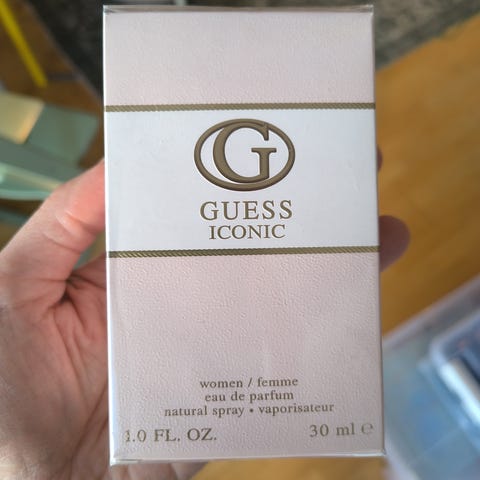 G
GUESS
ICONIC
women / femme
eau de parfum
natural spray • vaporisateur
1.0 FL. OZ. 30 ml ℮